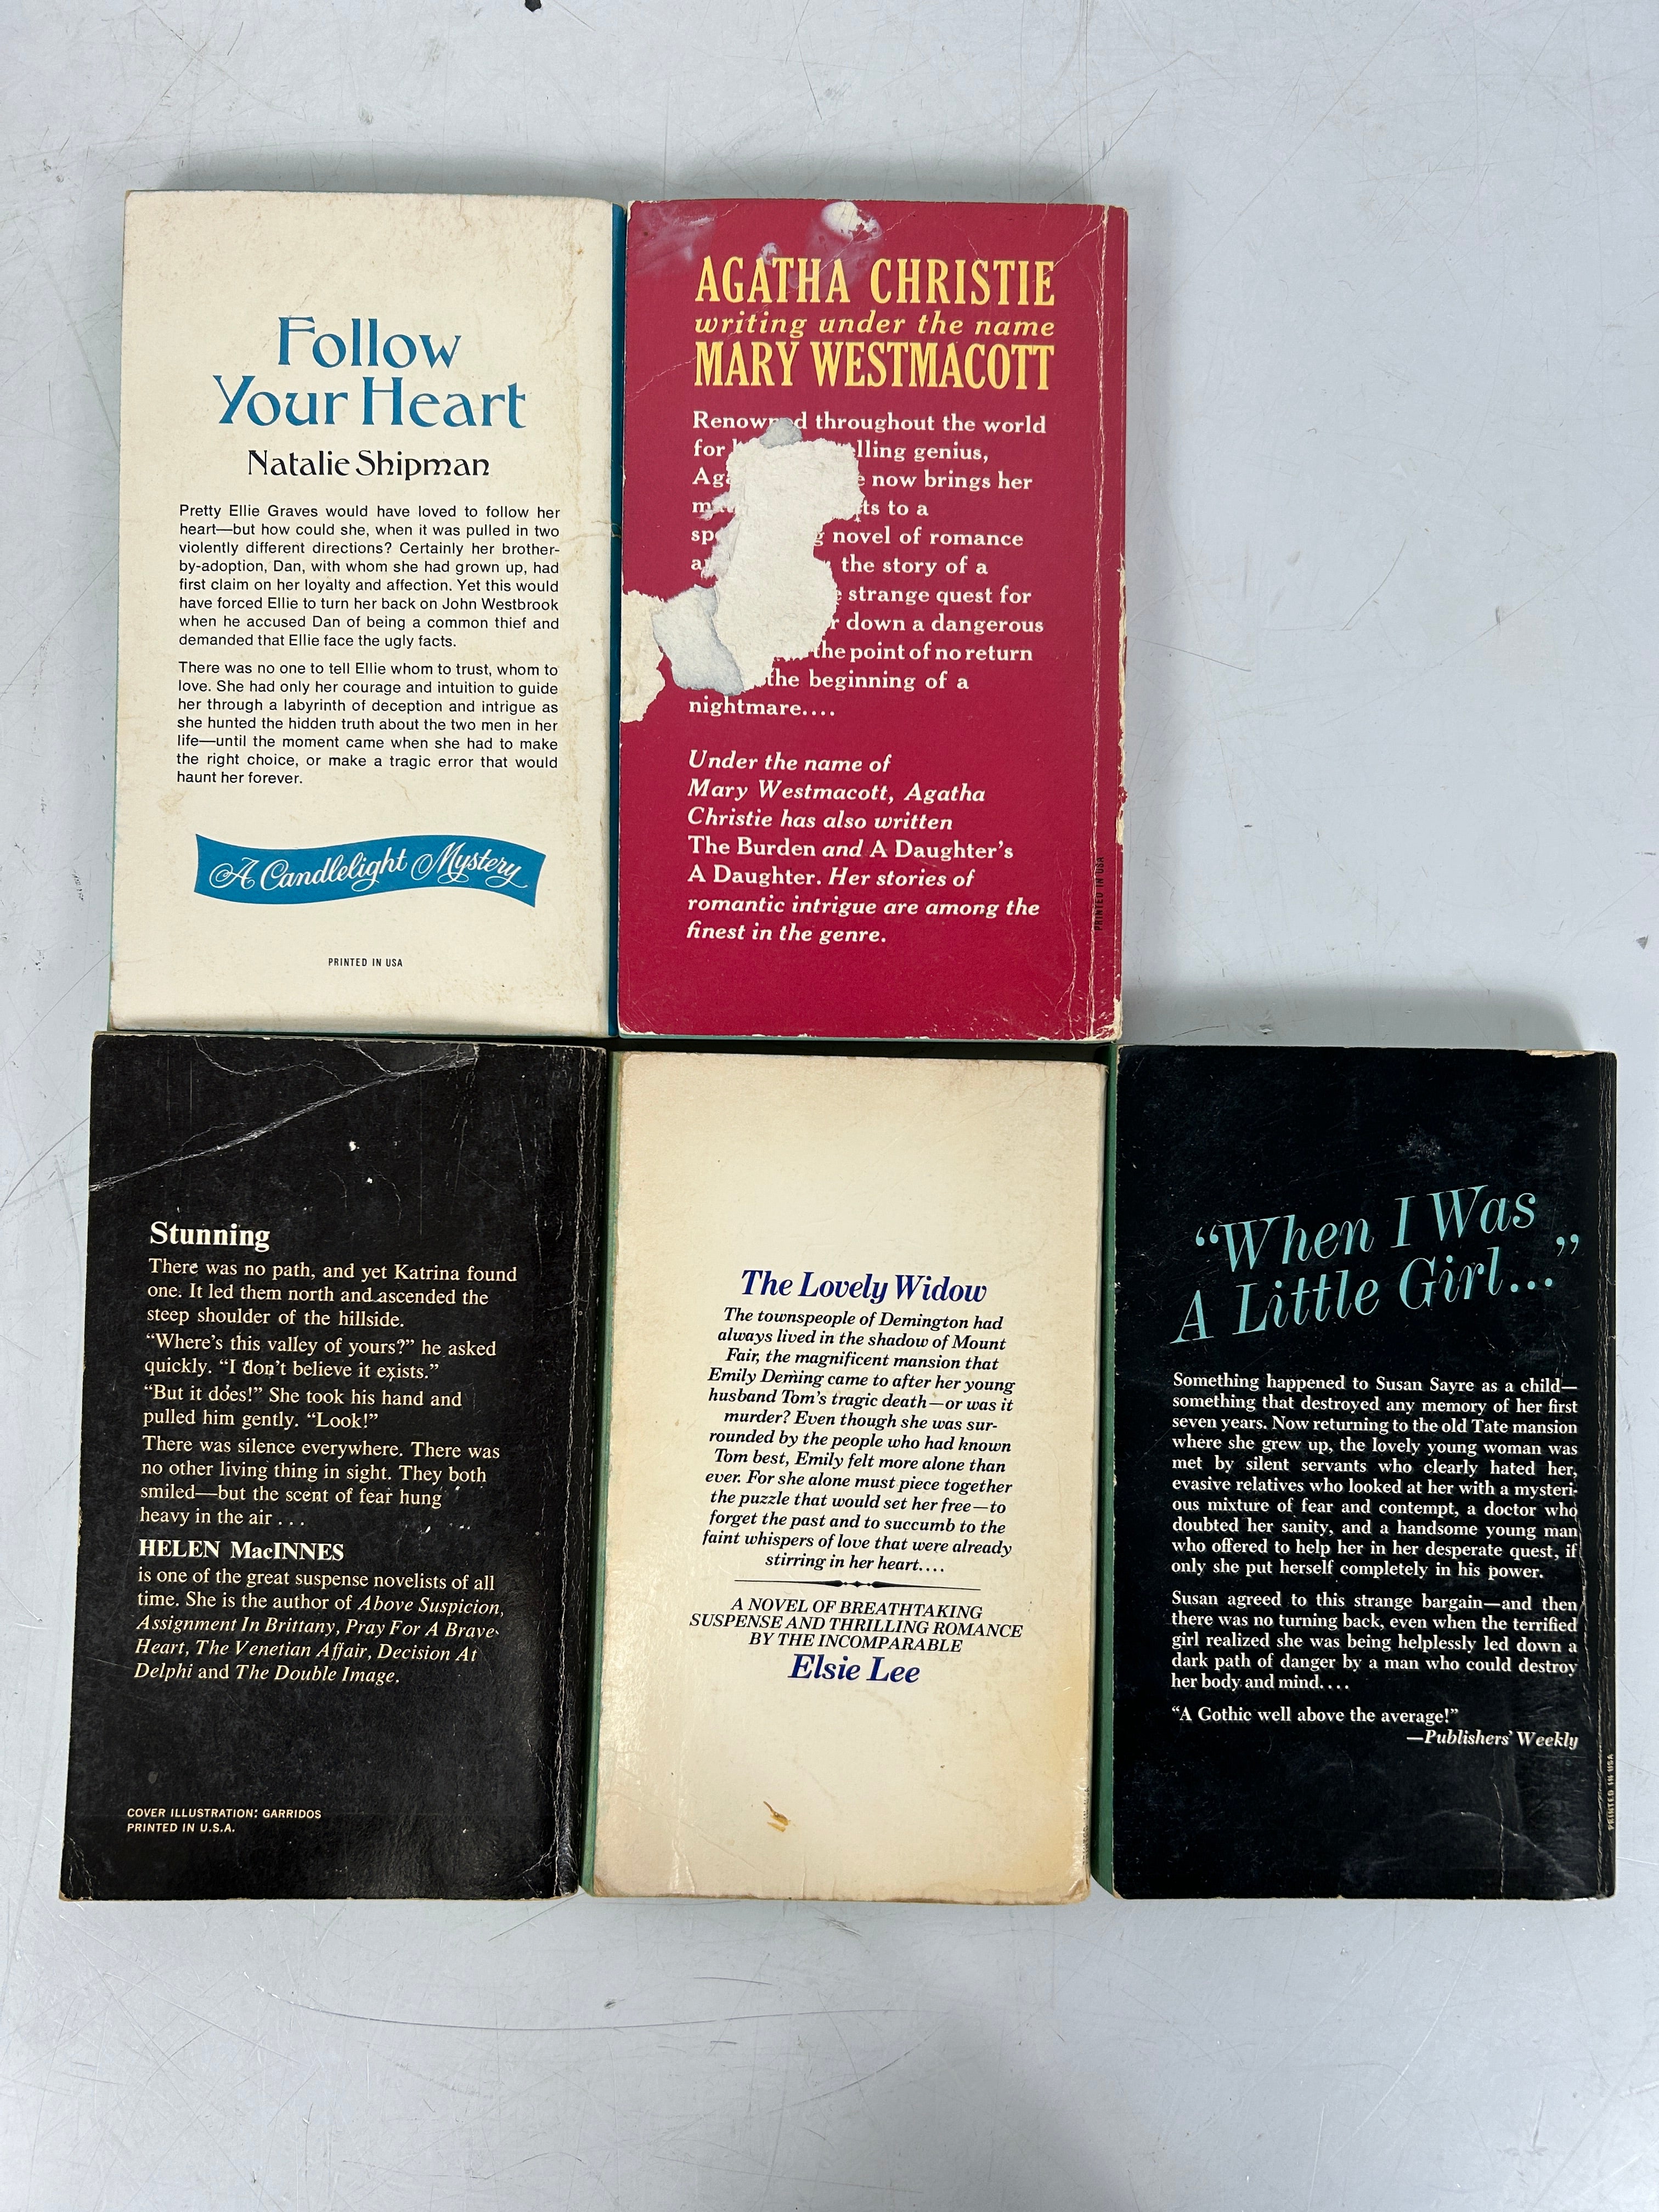 Follow
Your Heart
Natalie Shipman
Pretty Ellie Graves would have loved to follow her
heart—but how could she, when it was pulled in two
violently different directions? Certainly her brother-
by-adoption, Dan, with whom she had grown up, had
first claim on her loyalty and affection. Yet this would
have forced Ellie to turn her back on John Westbrook
when he accused Dan of being a common thief and
demanded that Ellie face the ugly facts.
There was no one to tell Ellie whom to trust, whom to
love. She had only her courage and intuition to guide
her through a labyrinth of deception and intrigue as
she hunted the hidden truth about the two men in her
life—until the moment came when she had to make
the right choice, or make a tragic error that would
haunt her forever.
A Candlelight Mystery
PRINTED IN USA
AGATHA CHRISTIE
writing under the name
MARY WESTMACOTT
Renowned throughout the world
for genius,
now brings her
to a
novel of romance
the story of a
strange quest for
down a dangerous
the point of no return
the beginning of a
nightmare....
Under the name of
Mary Westmacott, Agatha
Christie has also written
The Burden and A Daughter's
A Daughter. Her stories of
romantic intrigue are among the
finest in the genre.
PRINTED IN USA
Stunning
There was no path, and yet Katrina found
one. It led them north and ascended the
steep shoulder of the hillside.
"Where's this valley of yours?" he asked
quickly. "I don't believe it exists."
"But it does!" She took his hand and
pulled him gently. "Look!"
There was silence everywhere. There was
no other living thing in sight. They both
smiled—but the scent of fear hung
heavy in the air . . .
HELEN MacINNES
is one of the great suspense novelists of all
time. She is the author of Above Suspicion,
Assignment In Brittany, Pray For A Brave
Heart, The Venetian Affair, Decision At
Delphi and The Double Image.
COVER ILLUSTRATION: GARRIDOS
PRINTED IN U.S.A.
The Lovely Widow
The townspeople of Demington had
always lived in the shadow of Mount
Fair, the magnificent mansion that
Emily Deming came to after her young
husband Tom's tragic death—or was it
murder? Even though she was sur-
rounded by the people who had known
Tom best, Emily felt more alone than
ever. For she alone must piece together
the puzzle that would set her free—to
forget the past and to succumb to the
faint whispers of love that were already
stirring in her heart....
A NOVEL OF BREATHTAKING
SUSPENSE AND THRILLING ROMANCE
BY THE INCOMPARABLE
Elsie Lee
"When I Was
A Little Girl..."
Something happened to Susan Sayre as a child—
something that destroyed any memory of her first
seven years. Now returning to the old Tate mansion
where she grew up, the lovely young woman was
met by silent servants who clearly hated her,
evasive relatives who looked at her with a mysteri-
ous mixture of fear and contempt, a doctor who
doubted her sanity, and a handsome young man
who offered to help her in her desperate quest, if
only she put herself completely in his power.
Susan agreed to this strange bargain—and then
there was no turning back, even when the terrified
girl realized she was being helplessly led down a
dark path of danger by a man who could destroy
her body and mind....
"A Gothic well above the average!"
—Publishers' Weekly
PRINTED IN USA